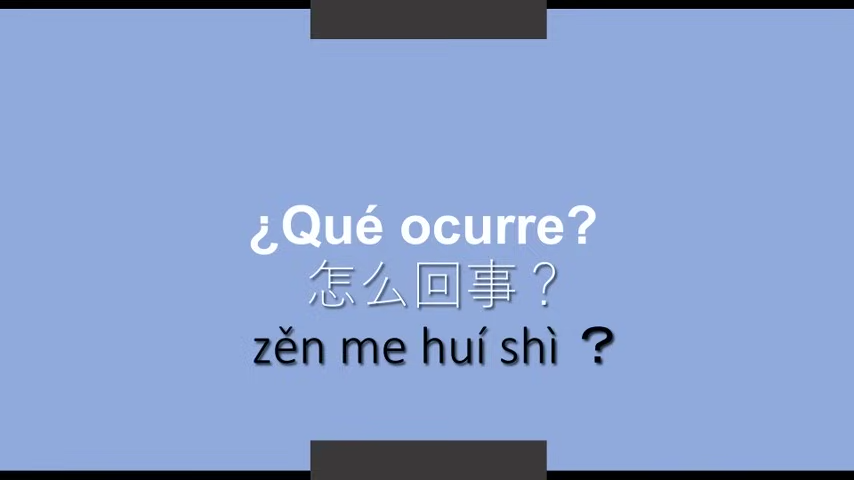 ¿Qué ocurre?
怎么回事？
zěn me huí shì ？